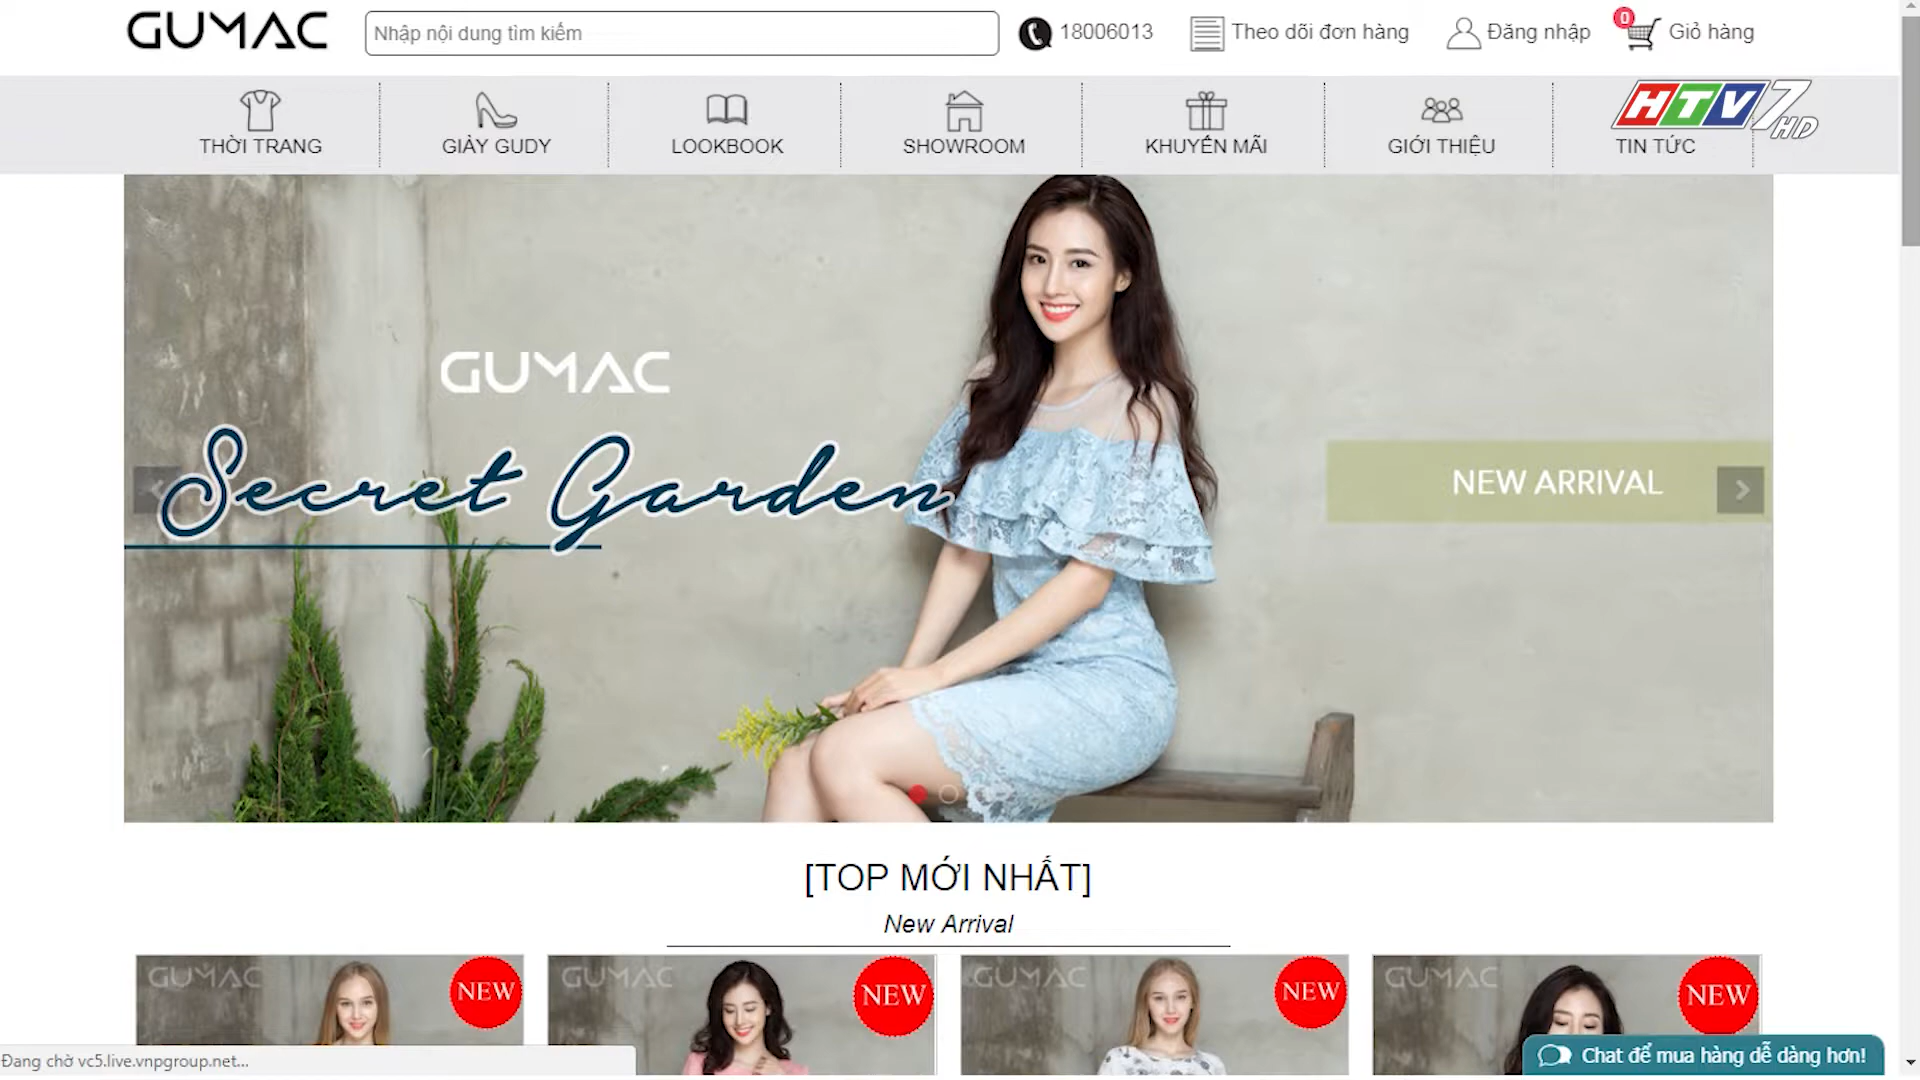 GUMAC
Nhập nội dung tìm kiếm
18006013
Theo dõi đơn hàng
Đăng nhập
0
Giỏ hàng
THỜI TRANG
GIÀY GUDY
LOOKBOOK
SHOWROOM
KHUYẾN MÃI
GIỚI THIỆU
TIN TỨC
HTV7
HD
GUMAC
Secret Garden
NEW ARRIVAL
[TOP MỚI NHẤT]
New Arrival
GUMAC
NEW
GUMAC
NEW
GUMAC
NEW
GUMAC
NEW
Đang chờ vc5.live.vnpgroup.net...
Chat để mua hàng dễ dàng hơn!